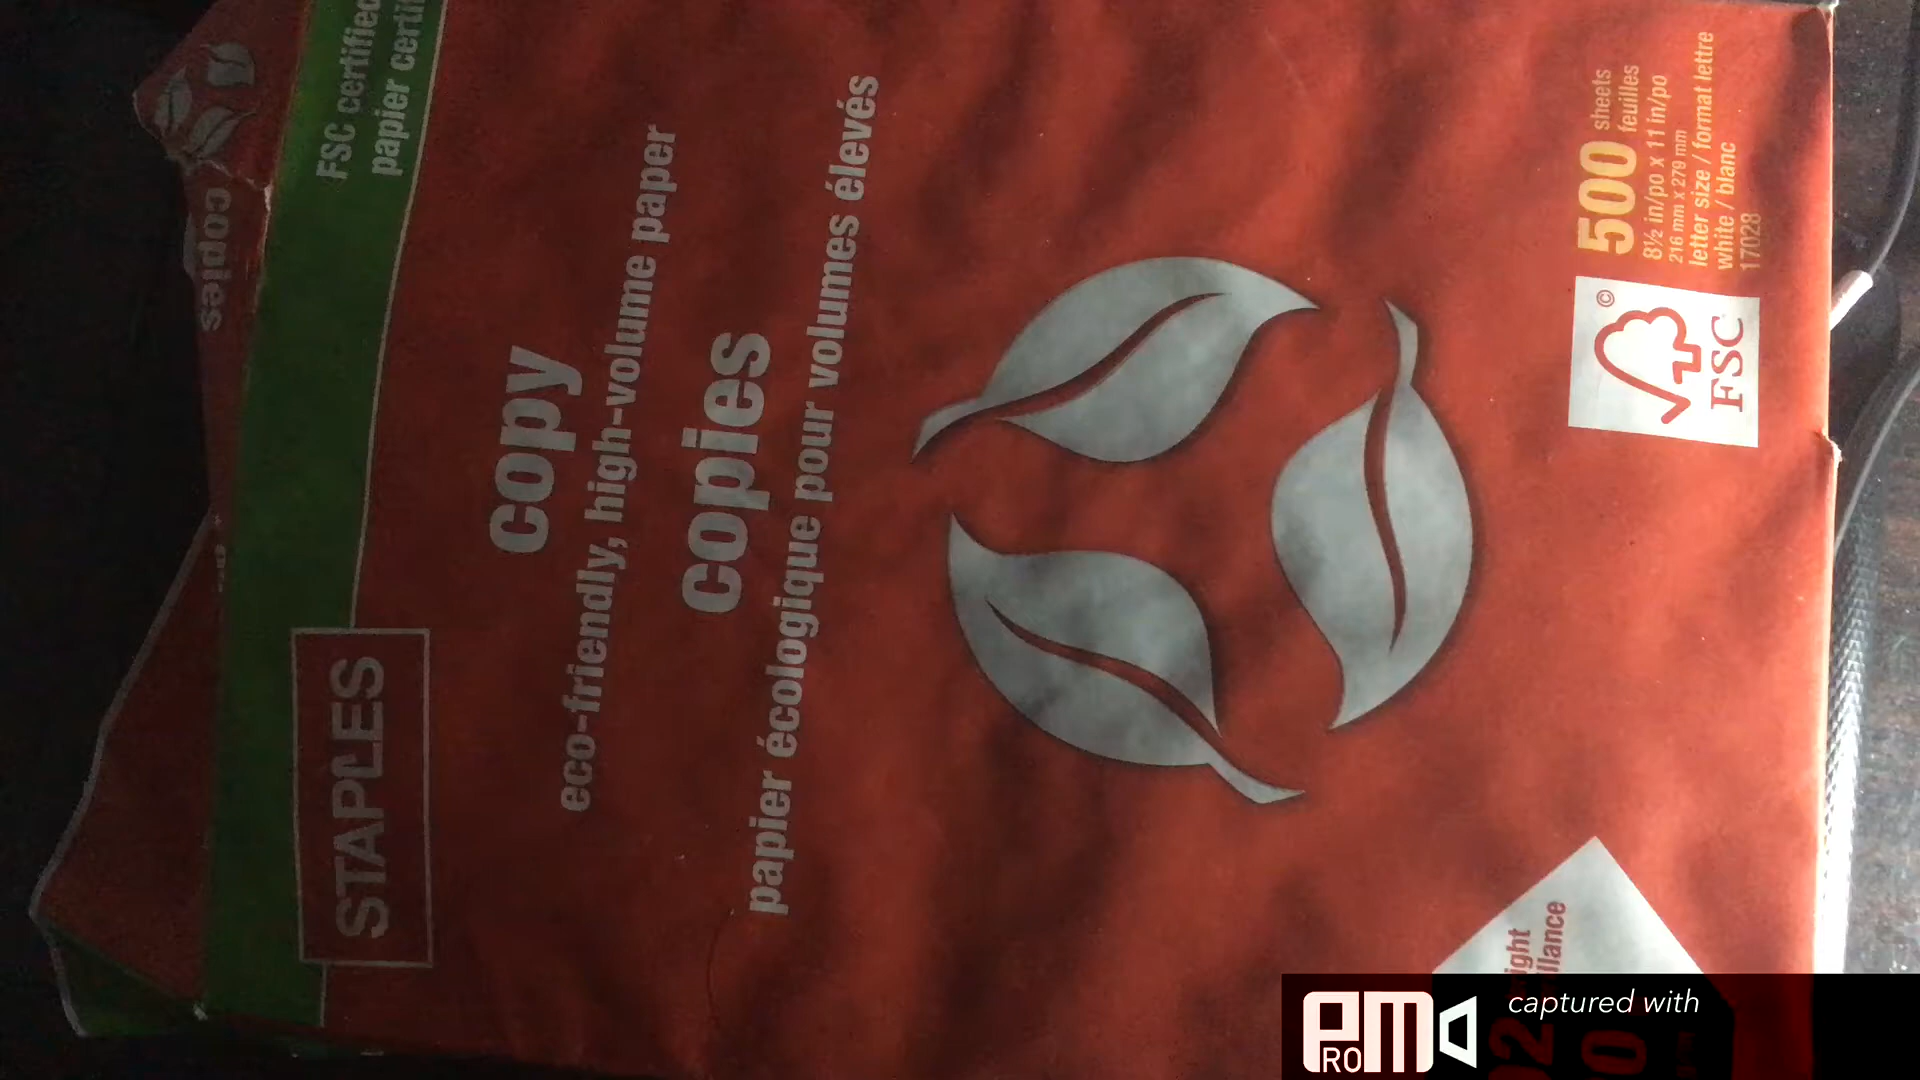 FSC certified
papier certifi
STAPLES
copy
eco-friendly, high-volume paper
copies
papier écologique pour volumes élevés
500 sheets
feuilles
8½ in/po x 11 in/po
216 mm x 279 mm
letter size / format lettre
white / blanc
17028
©
FSC
copies
captured with
PRO